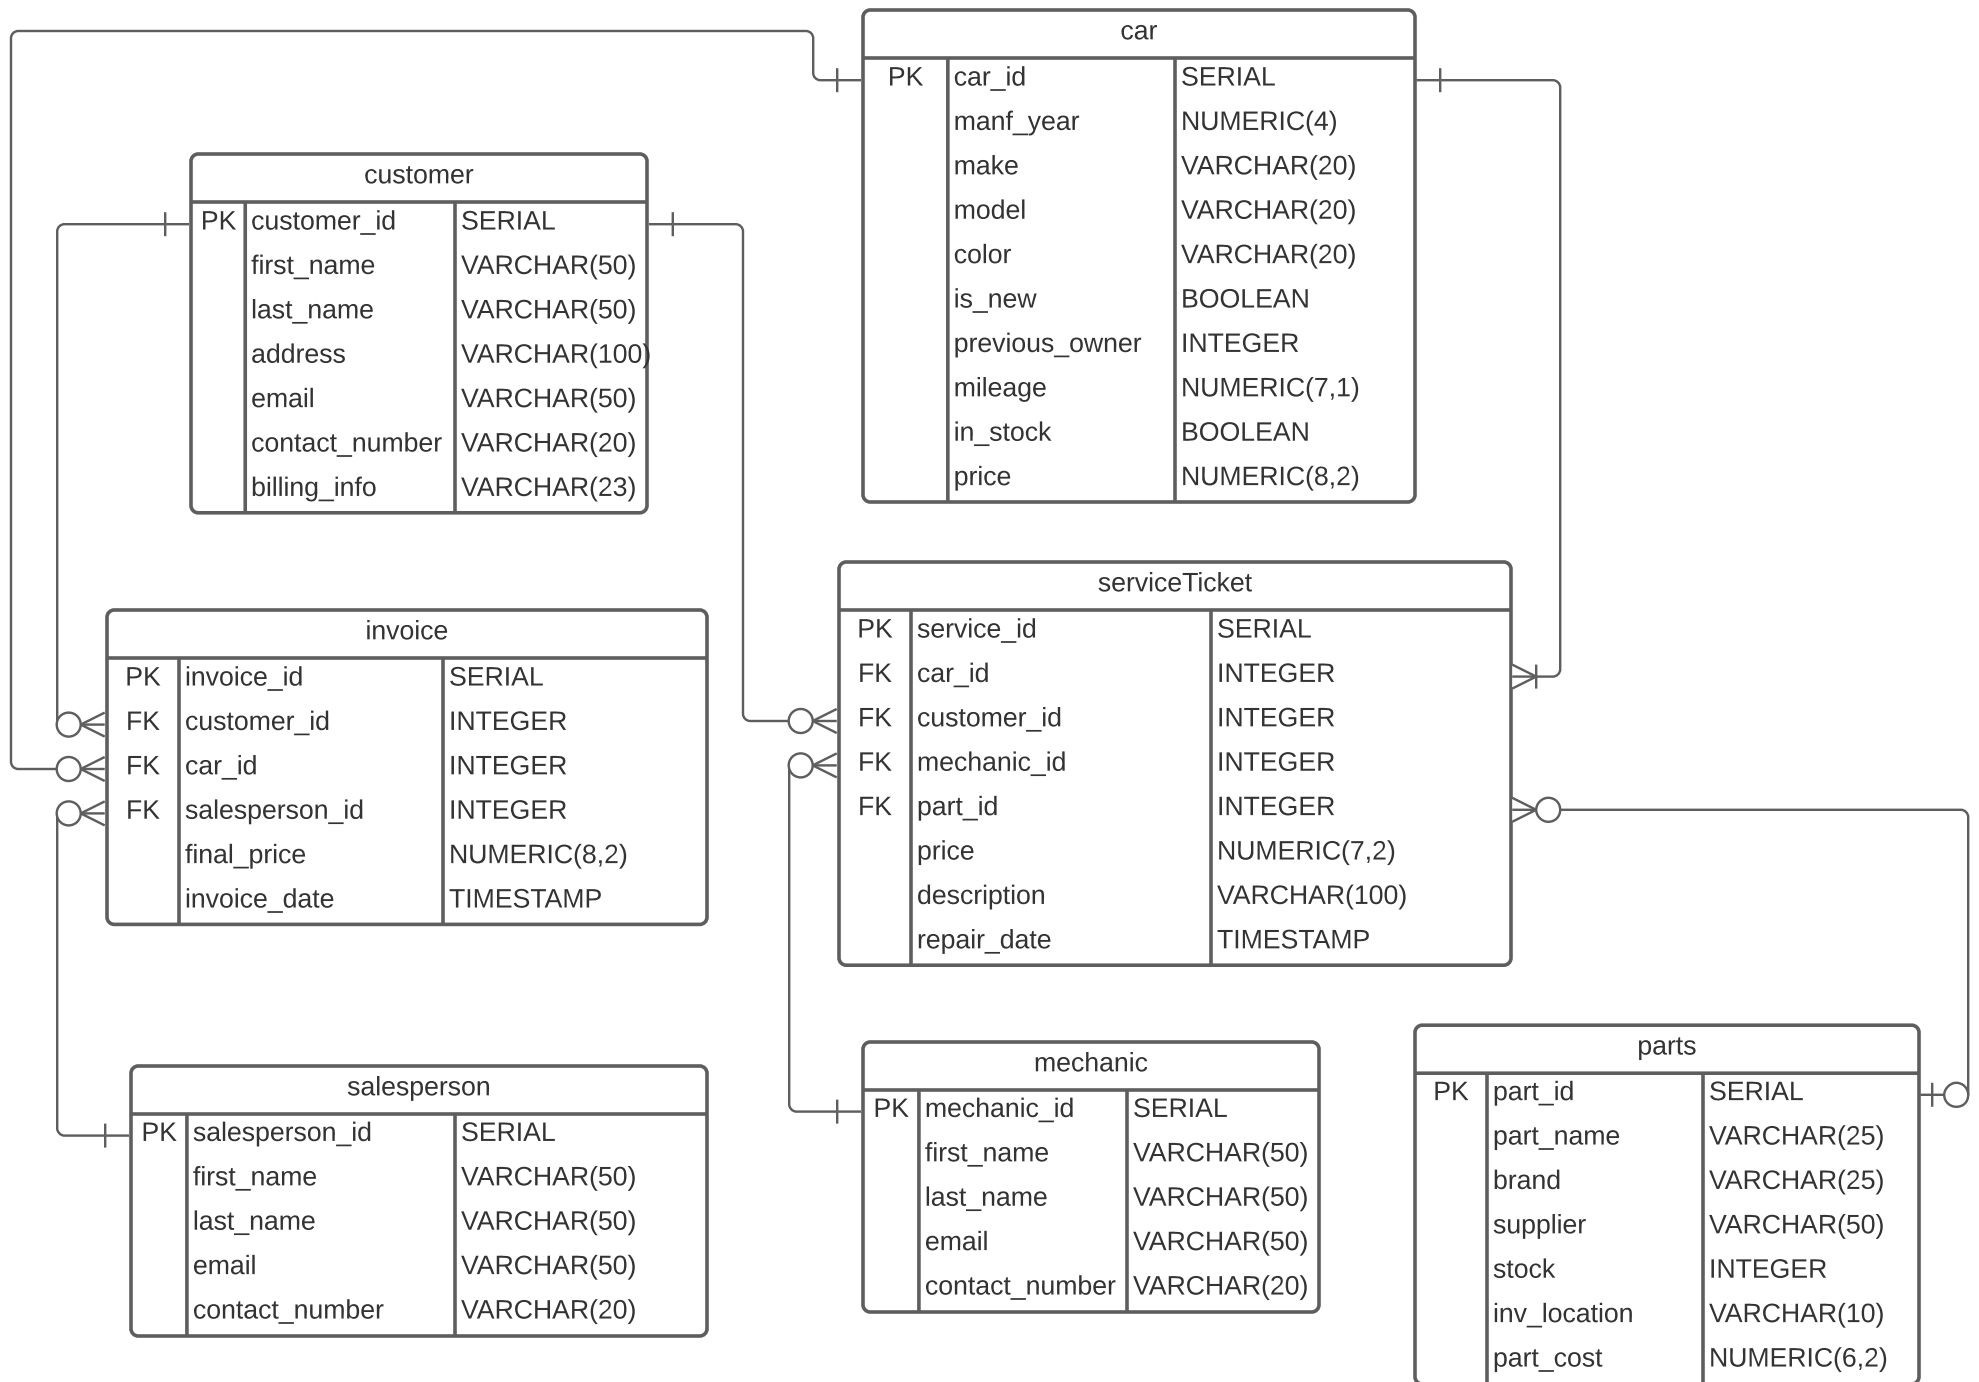 car
PK car_id SERIAL
manf_year NUMERIC(4)
make VARCHAR(20)
model VARCHAR(20)
color VARCHAR(20)
is_new BOOLEAN
previous_owner INTEGER
mileage NUMERIC(7,1)
in_stock BOOLEAN
price NUMERIC(8,2)
customer
PK customer_id SERIAL
first_name VARCHAR(50)
last_name VARCHAR(50)
address VARCHAR(100)
email VARCHAR(50)
contact_number VARCHAR(20)
billing_info VARCHAR(23)
invoice
PK invoice_id SERIAL
FK customer_id INTEGER
FK car_id INTEGER
FK salesperson_id INTEGER
final_price NUMERIC(8,2)
invoice_date TIMESTAMP
serviceTicket
PK service_id SERIAL
FK car_id INTEGER
FK customer_id INTEGER
FK mechanic_id INTEGER
FK part_id INTEGER
price NUMERIC(7,2)
description VARCHAR(100)
repair_date TIMESTAMP
salesperson
PK salesperson_id SERIAL
first_name VARCHAR(50)
last_name VARCHAR(50)
email VARCHAR(50)
contact_number VARCHAR(20)
mechanic
PK mechanic_id SERIAL
first_name VARCHAR(50)
last_name VARCHAR(50)
email VARCHAR(50)
contact_number VARCHAR(20)
parts
PK part_id SERIAL
part_name VARCHAR(25)
brand VARCHAR(25)
supplier VARCHAR(50)
stock INTEGER
inv_location VARCHAR(10)
part_cost NUMERIC(6,2)